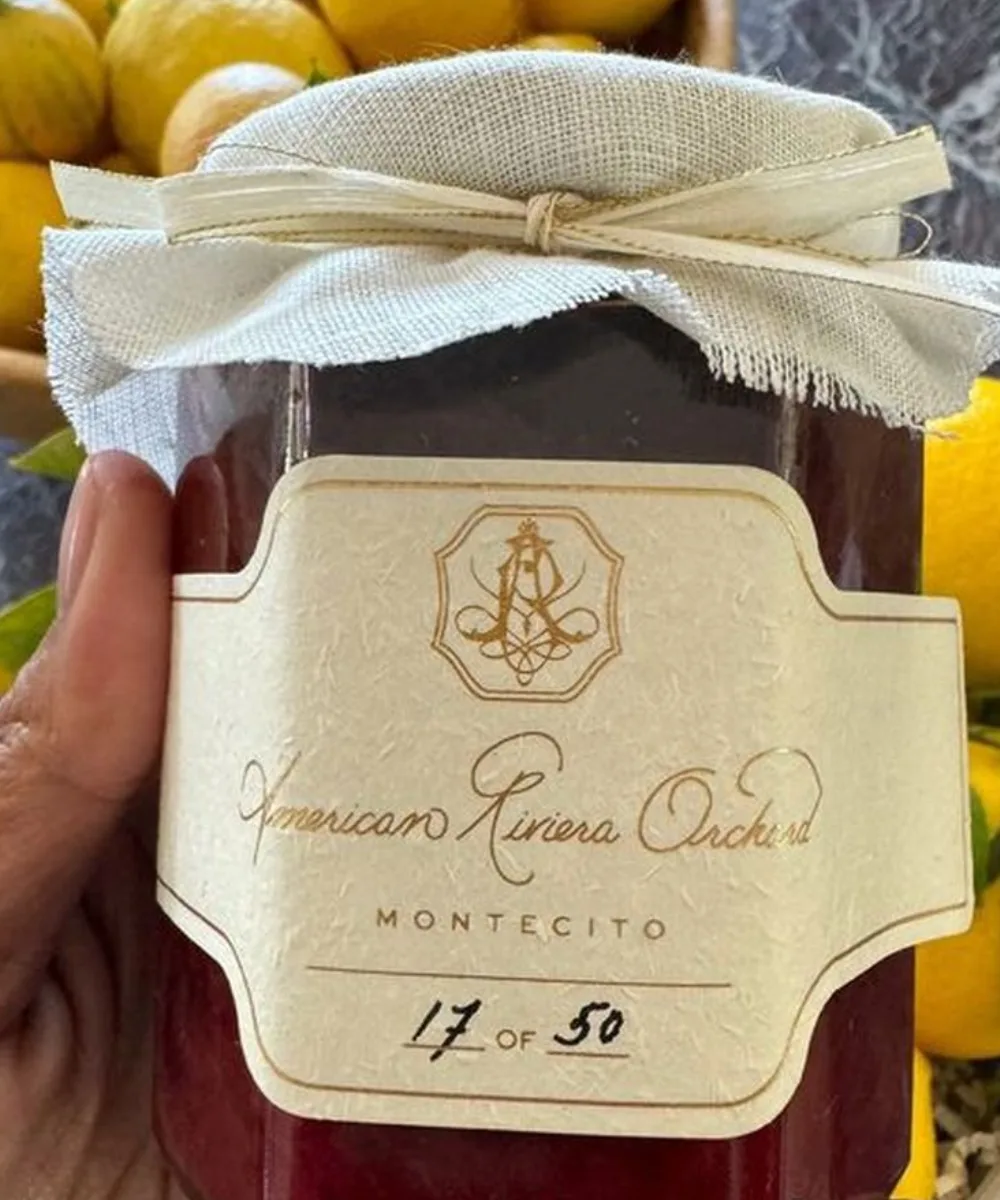 American Riviera Orchard
MONTECITO
17 OF 50